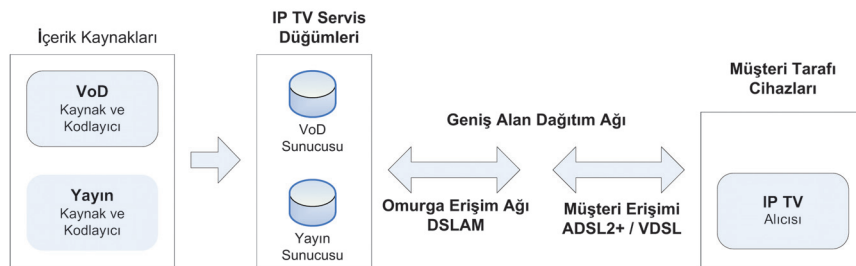 İçerik Kaynakları
VoD
Kaynak ve
Kodlayıcı
Yayın
Kaynak ve
Kodlayıcı
IP TV Servis
Düğümleri
VoD
Sunucusu
Yayın
Sunucusu
Geniş Alan Dağıtım Ağı
Omurga Erişim Ağı
DSLAM
Müşteri Erişimi
ADSL2+ / VDSL
Müşteri Tarafı
Cihazları
IP TV
Alıcısı